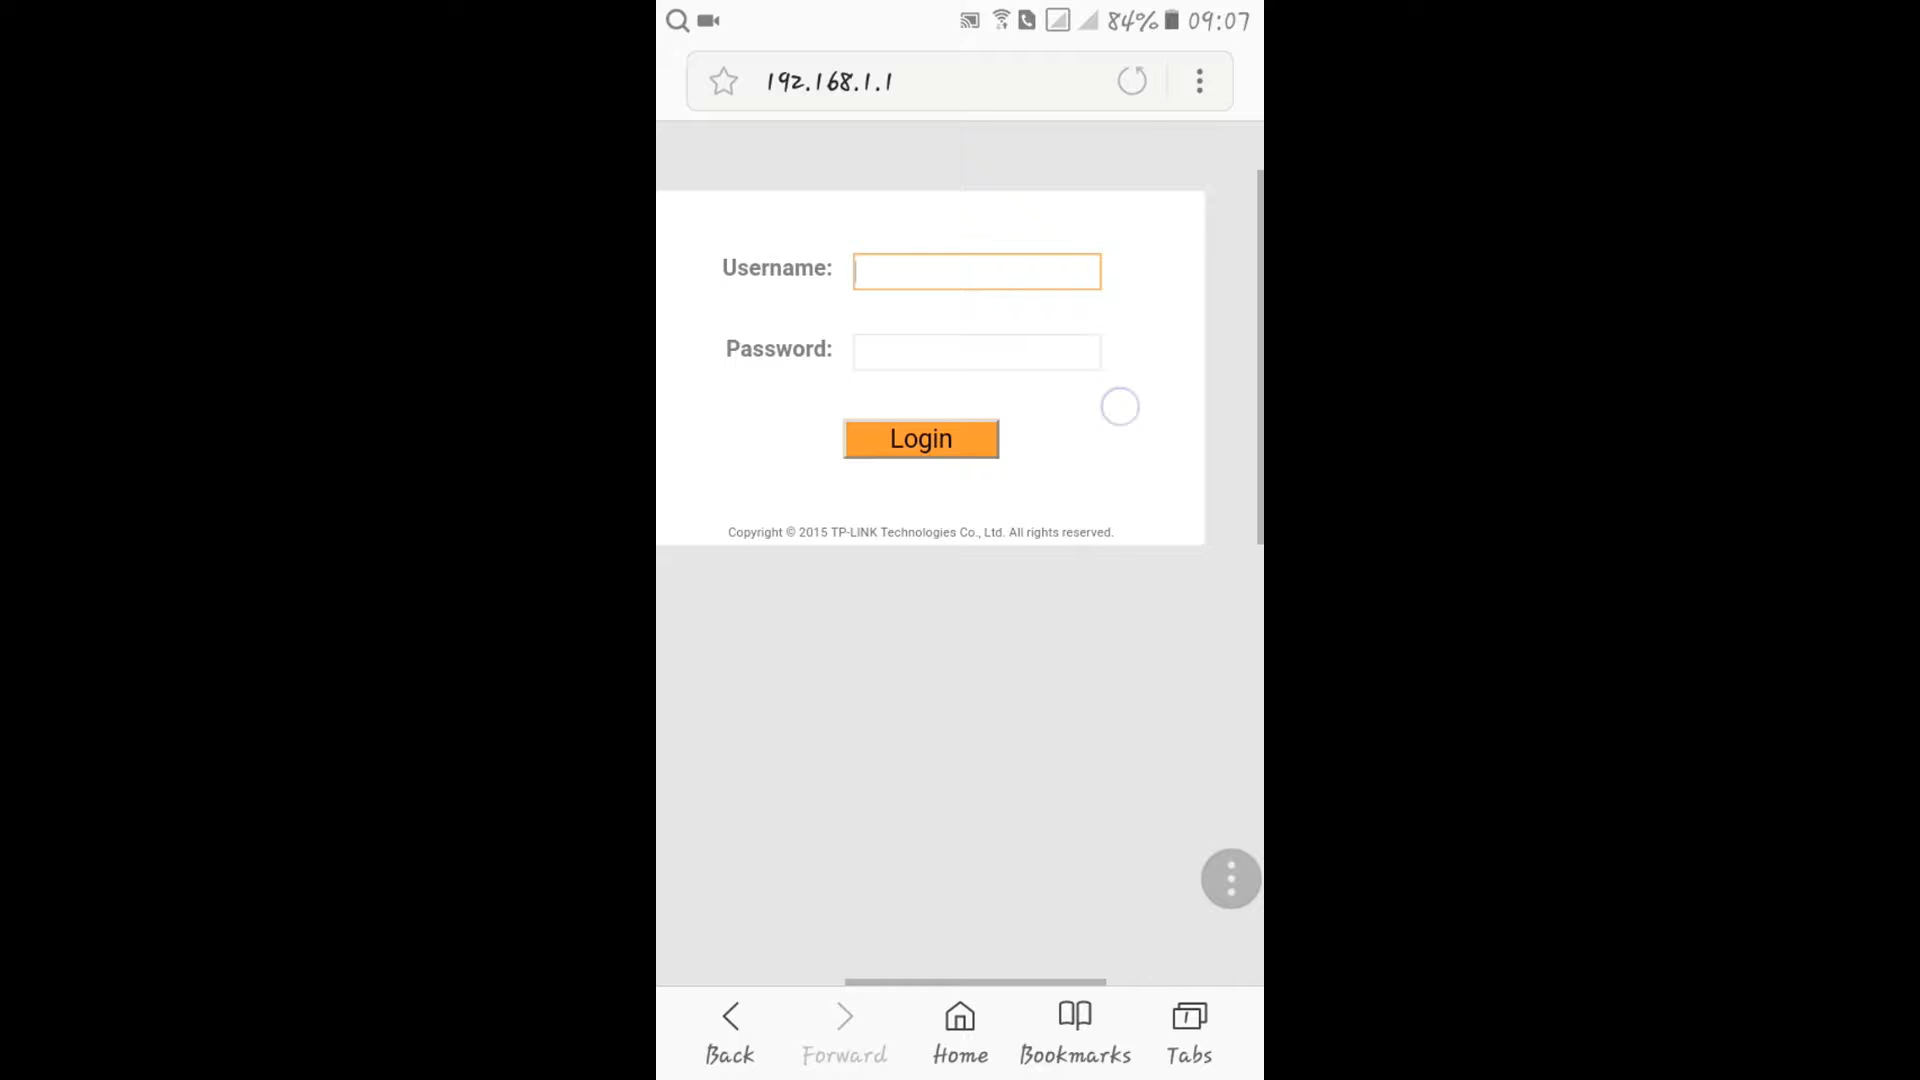 84% 09:07
192.168.1.1
Username:
Password:
Login
Copyright © 2015 TP-LINK Technologies Co., Ltd. All rights reserved.
Back Forward Home Bookmarks 1 Tabs